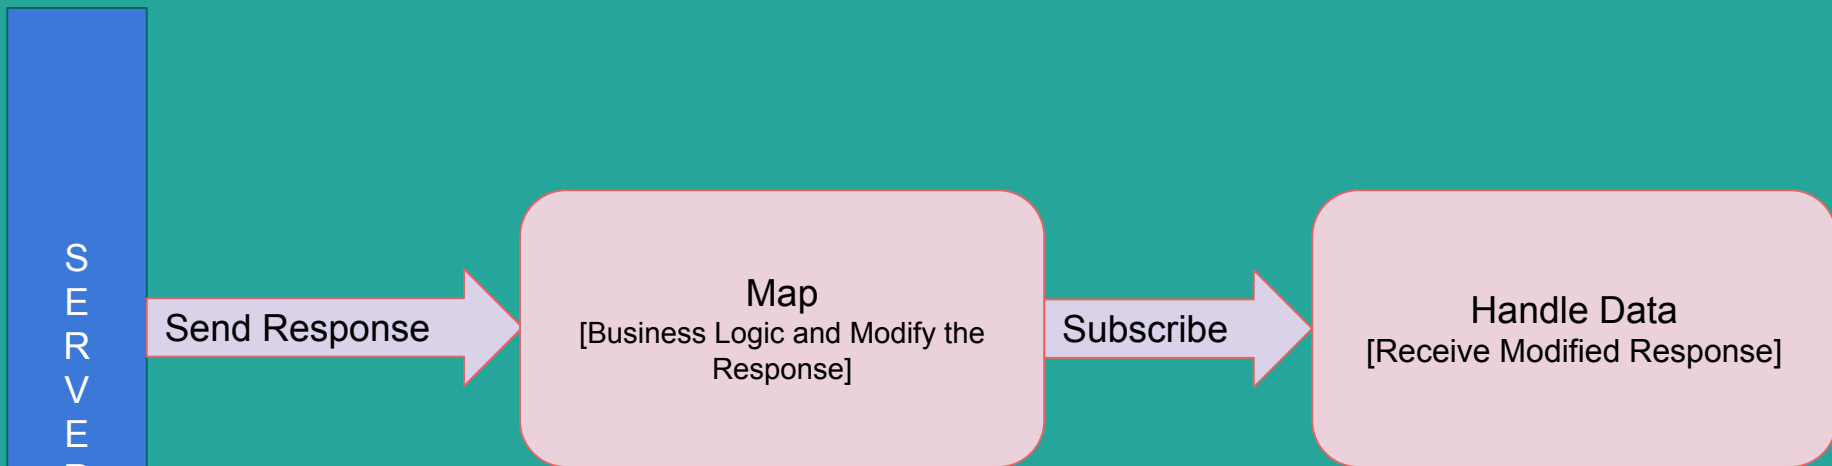 S
E
R
V
E
R
Send Response
Map
[Business Logic and Modify the
Response]
Subscribe
Handle Data
[Receive Modified Response]